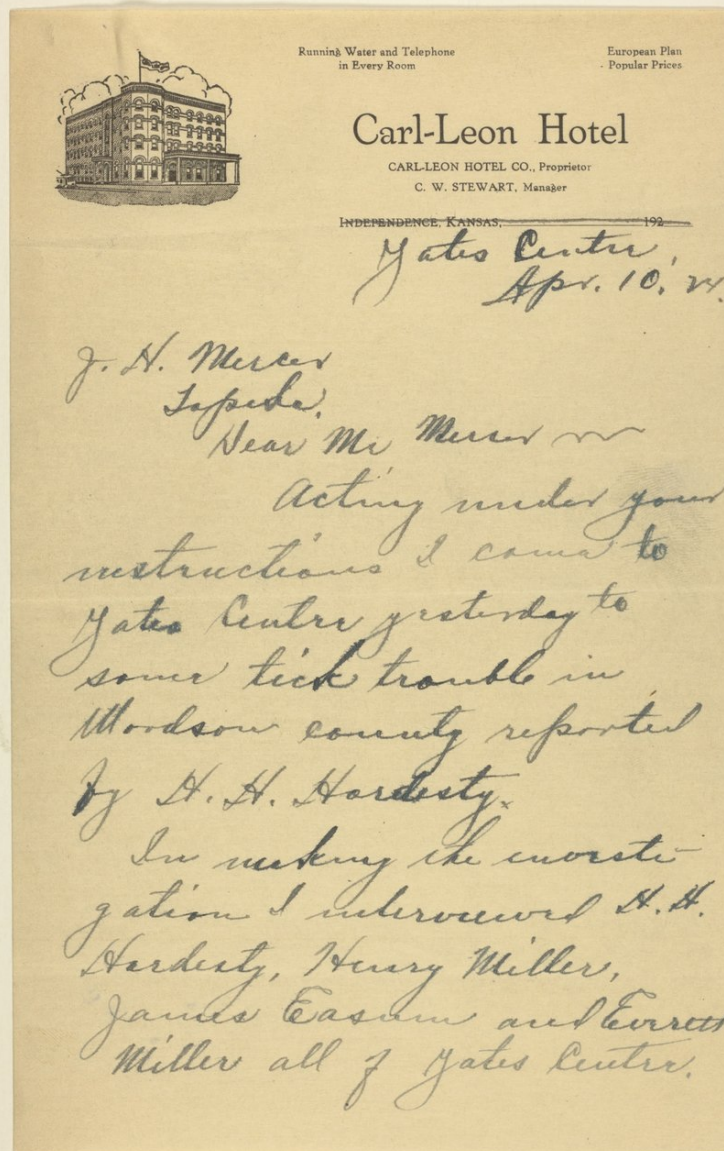 Running Water and Telephone
in Every Room
European Plan
Popular Prices
Carl-Leon Hotel
CARL-LEON HOTEL CO., Proprietor
C. W. STEWART, Manager
INDEPENDENCE, KANSAS, 192
Yates Centre,
Apr. 10, 24.
J. H. Mercer
Topeka.
Dear Mr Mercer
Acting under your
instructions I came to
Yates Centre yesterday to
some tick trouble in
Woodson county reported
by H. H. Hardesty.
In making the investi-
gation I interviewed H. H.
Hardesty, Henry Miller,
James Eason and Everett
Miller all of Yates Centre.